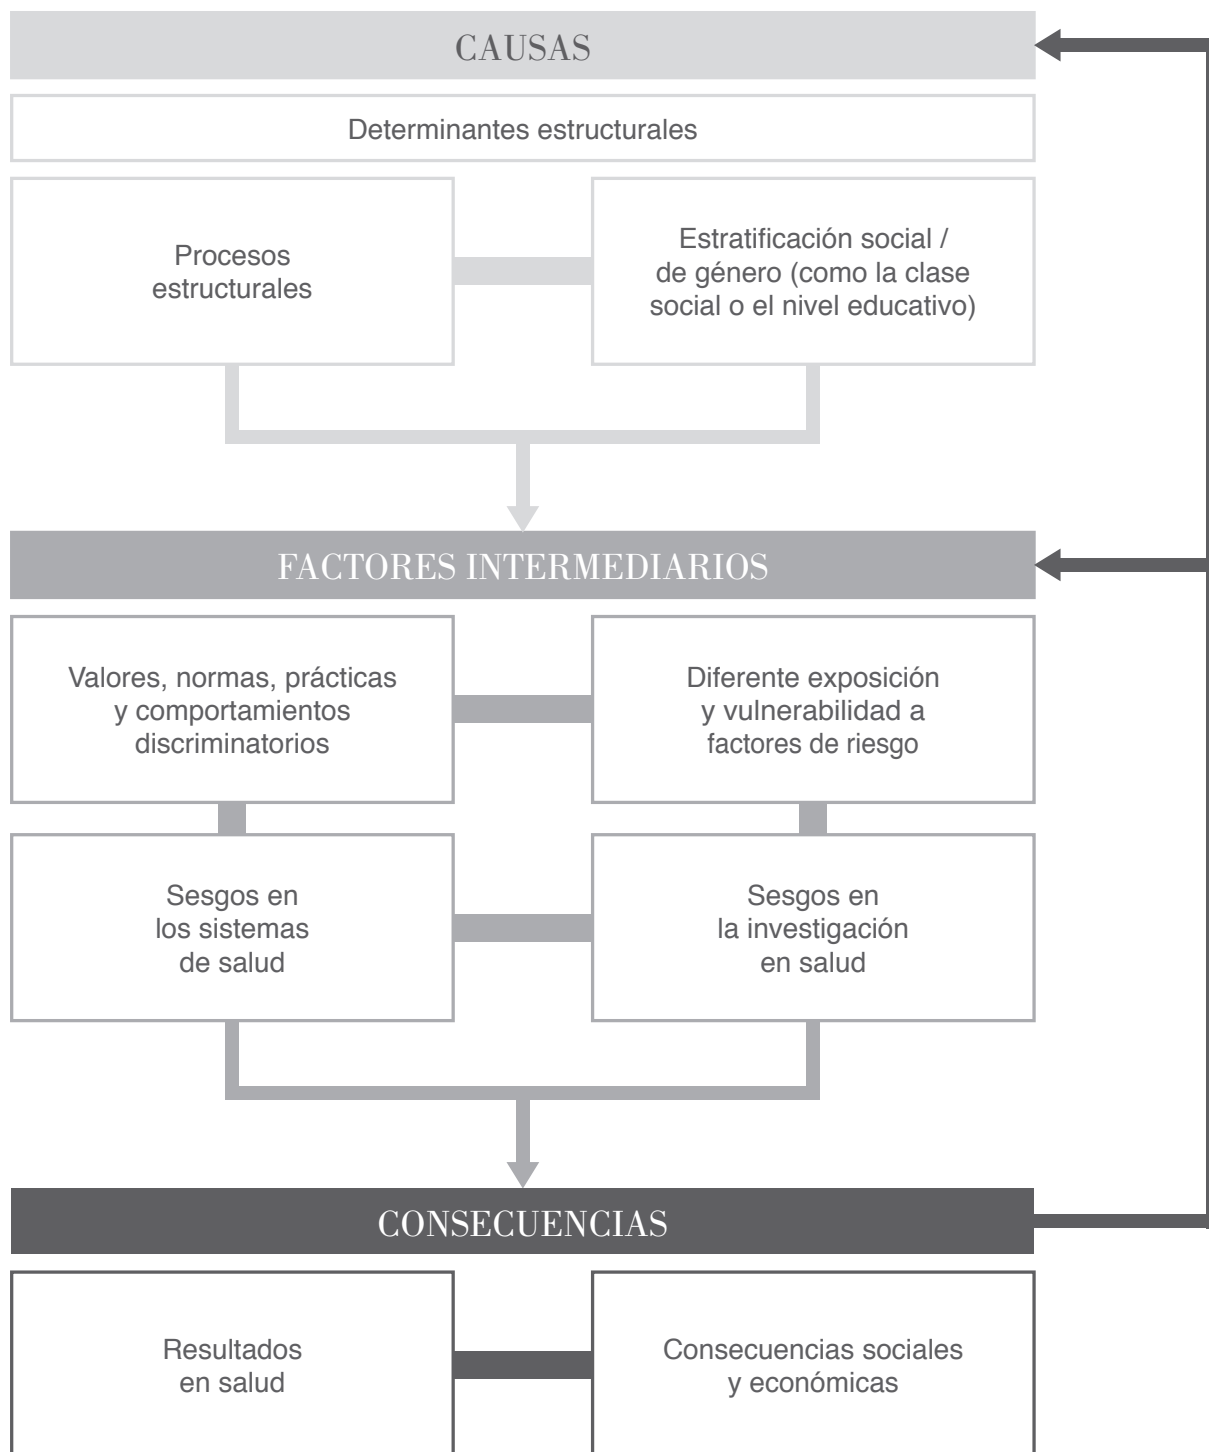 CAUSAS
Determinantes estructurales
Procesos
estructurales
Estratificación social /
de género (como la clase
social o el nivel educativo)
FACTORES INTERMEDIARIOS
Valores, normas, prácticas
y comportamientos
discriminatorios
Diferente exposición
y vulnerabilidad a
factores de riesgo
Sesgos en
los sistemas
de salud
Sesgos en
la investigación
en salud
CONSECUENCIAS
Resultados
en salud
Consecuencias sociales
y económicas